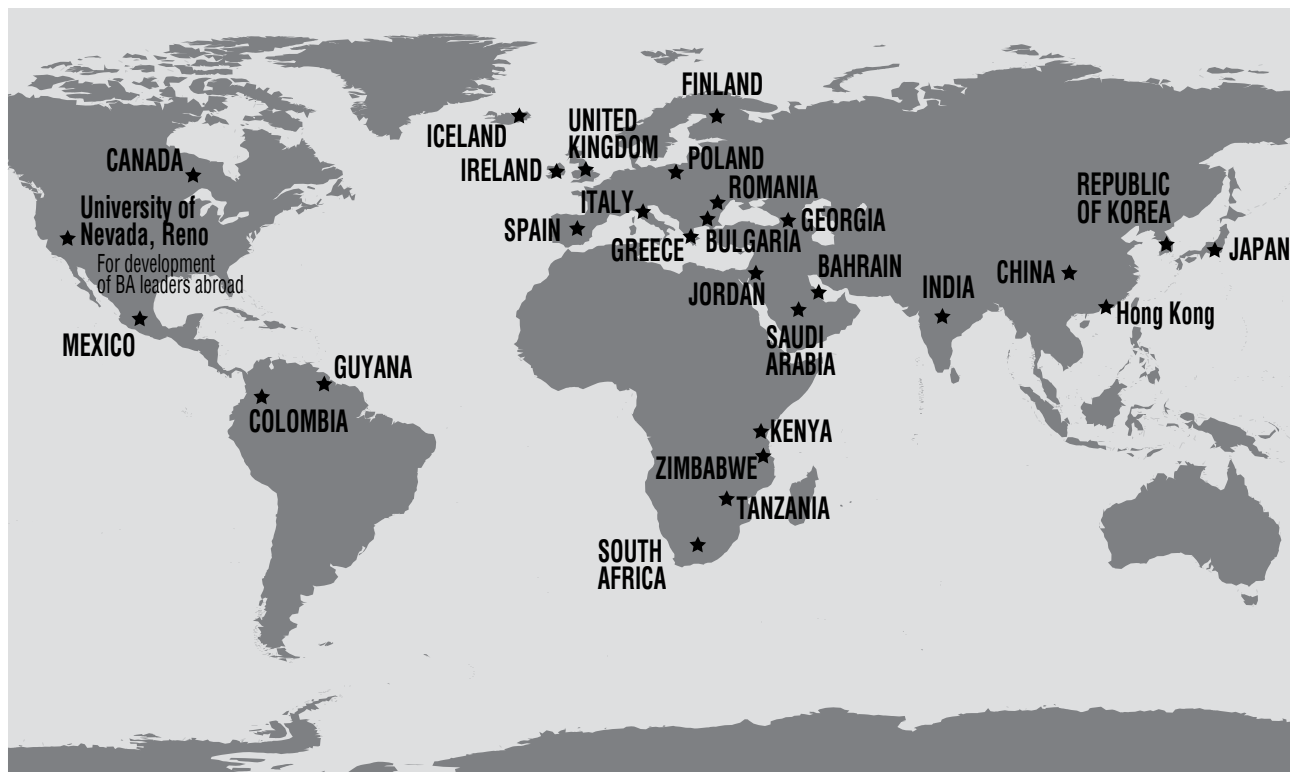 FINLAND
ICELAND
UNITED
KINGDOM
IRELAND
POLAND
CANADA
ROMANIA
REPUBLIC
OF KOREA
University of
Nevada, Reno
For development
of BA leaders abroad
ITALY
SPAIN
GREECE
BULGARIA
GEORGIA
JAPAN
BAHRAIN
CHINA
INDIA
JORDAN
Hong Kong
MEXICO
SAUDI
ARABIA
GUYANA
COLOMBIA
KENYA
ZIMBABWE
TANZANIA
SOUTH
AFRICA